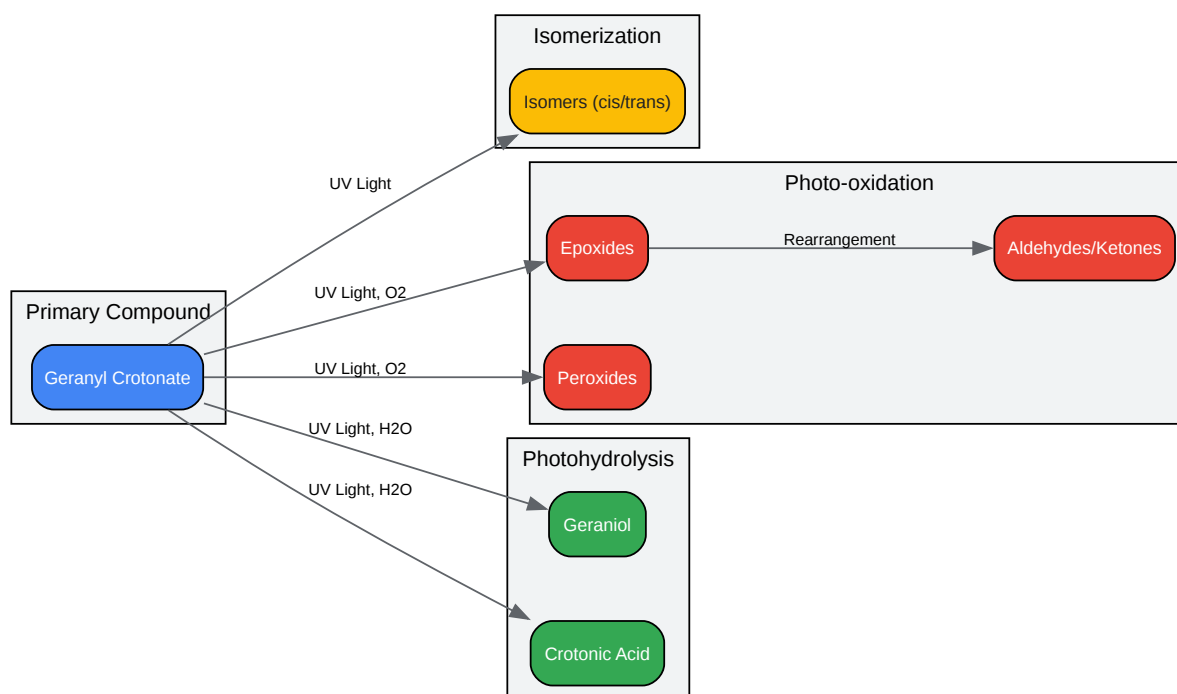 Isomerization
Isomers (cis/trans)
UV Light
Photo-oxidation
Epoxides
Rearrangement
Aldehydes/Ketones
UV Light, O2
Primary Compound
Geranyl Crotonate
UV Light, O2
Peroxides
UV Light, H2O
Photohydrolysis
UV Light, H2O
Geraniol
Crotonic Acid